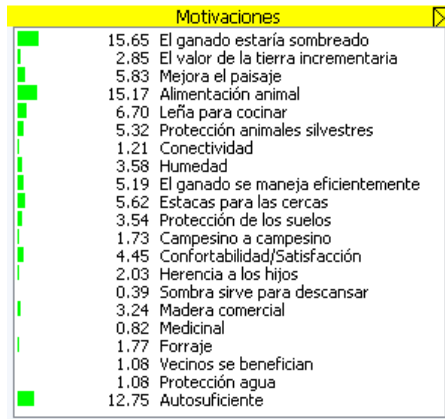 Motivaciones
15.65 El ganado estaría sombreado
2.85 El valor de la tierra incrementaria
5.83 Mejora el paisaje
15.17 Alimentación animal
6.70 Leña para cocinar
5.32 Protección animales silvestres
1.21 Conectividad
3.58 Humedad
5.19 El ganado se maneja eficientemente
5.62 Estacas para las cercas
3.54 Protección de los suelos
1.73 Campesino a campesino
4.45 Confortabilidad/Satisfacción
2.03 Herencia a los hijos
0.39 Sombra sirve para descansar
3.24 Madera comercial
0.82 Medicinal
1.77 Forraje
1.08 Vecinos se benefician
1.08 Protección agua
12.75 Autosuficiente